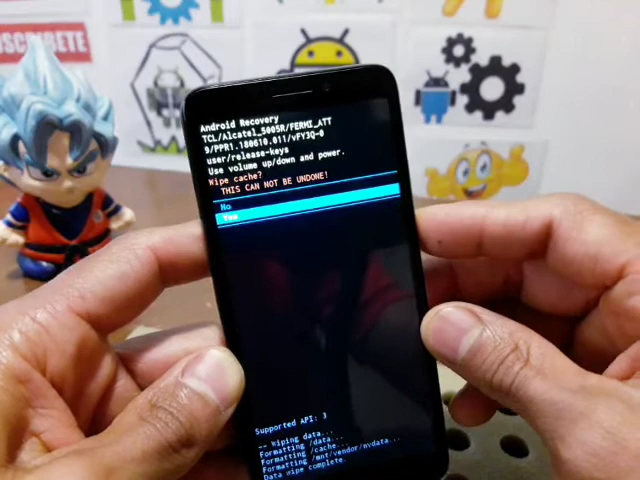 USCRIBETE
Android Recovery
TCL/Alcatel_5005R/FERMI_ATT
9/PPR1.180610.011/vFY3Q-0
user/release-keys
Use volume up/down and power.
Wipe cache?
THIS CAN NOT BE UNDONE!
No
Yes
Supported API: 3
-- Wiping data...
Formatting /data...
Formatting /cache...
Formatting /mnt/vendor/nvdata...
Data wipe complete.